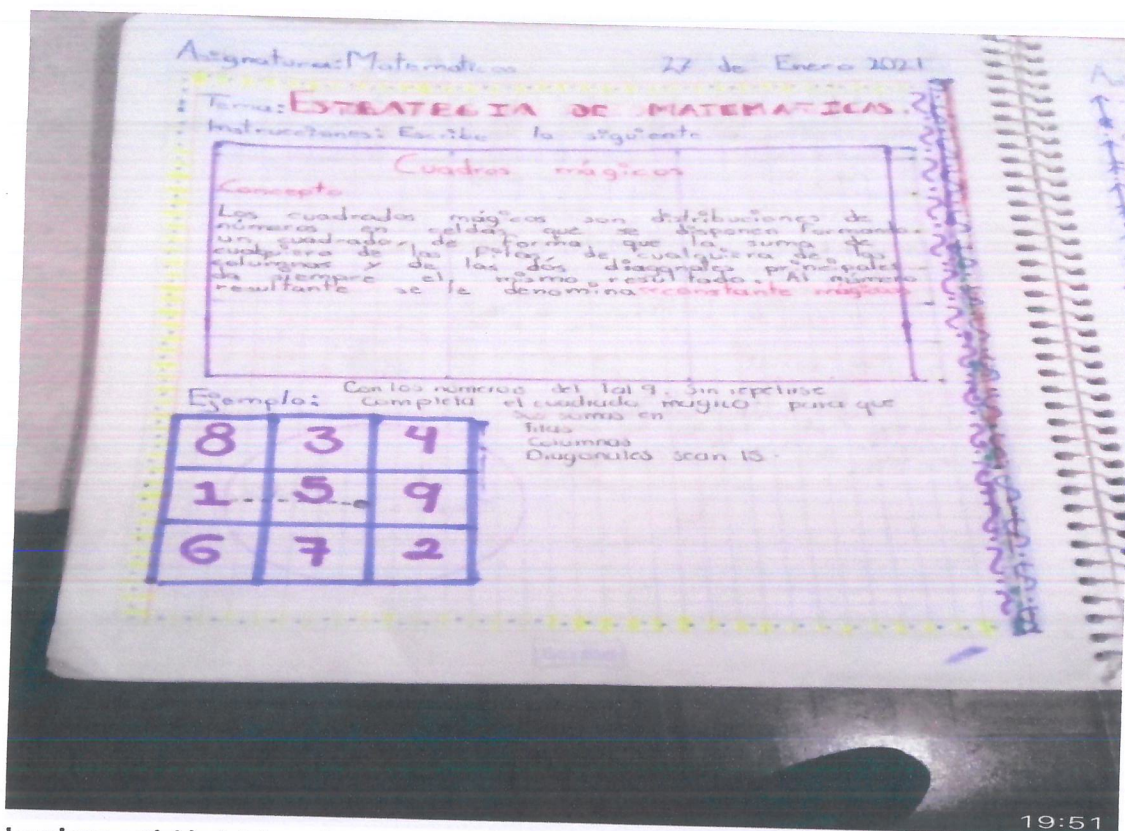 Asignatura: Matematicas 27 de Enero 2021
Tema: ESTRATEGIA DE MATEMATICAS.
Instrucciones: Escribe lo siguiente
Cuadros mágicos
Concepto
Los cuadrados mágicos son distribuciones de
números en celdas que se disponen formando
un cuadrado, de forma que la suma de
cualquiera de las filas, de cualquiera de las
columnas y de las dos diagonales principales
da siempre el mismo resultado. Al número
resultante se le denomina constante mágica
Ejemplo: Con los números del 1 al 9, sin repetirse
completa el cuadrado mágico para que
sus sumas en
filas
Columnas
Diagonales sean 15.
8 3 4
1 5 9
6 7 2
19:51